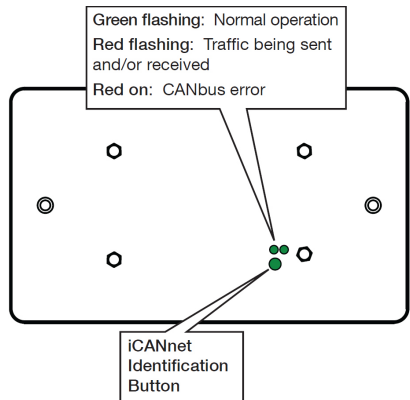 Green flashing: Normal operation
Red flashing: Traffic being sent
and/or received
Red on: CANbus error
iCANnet
Identification
Button